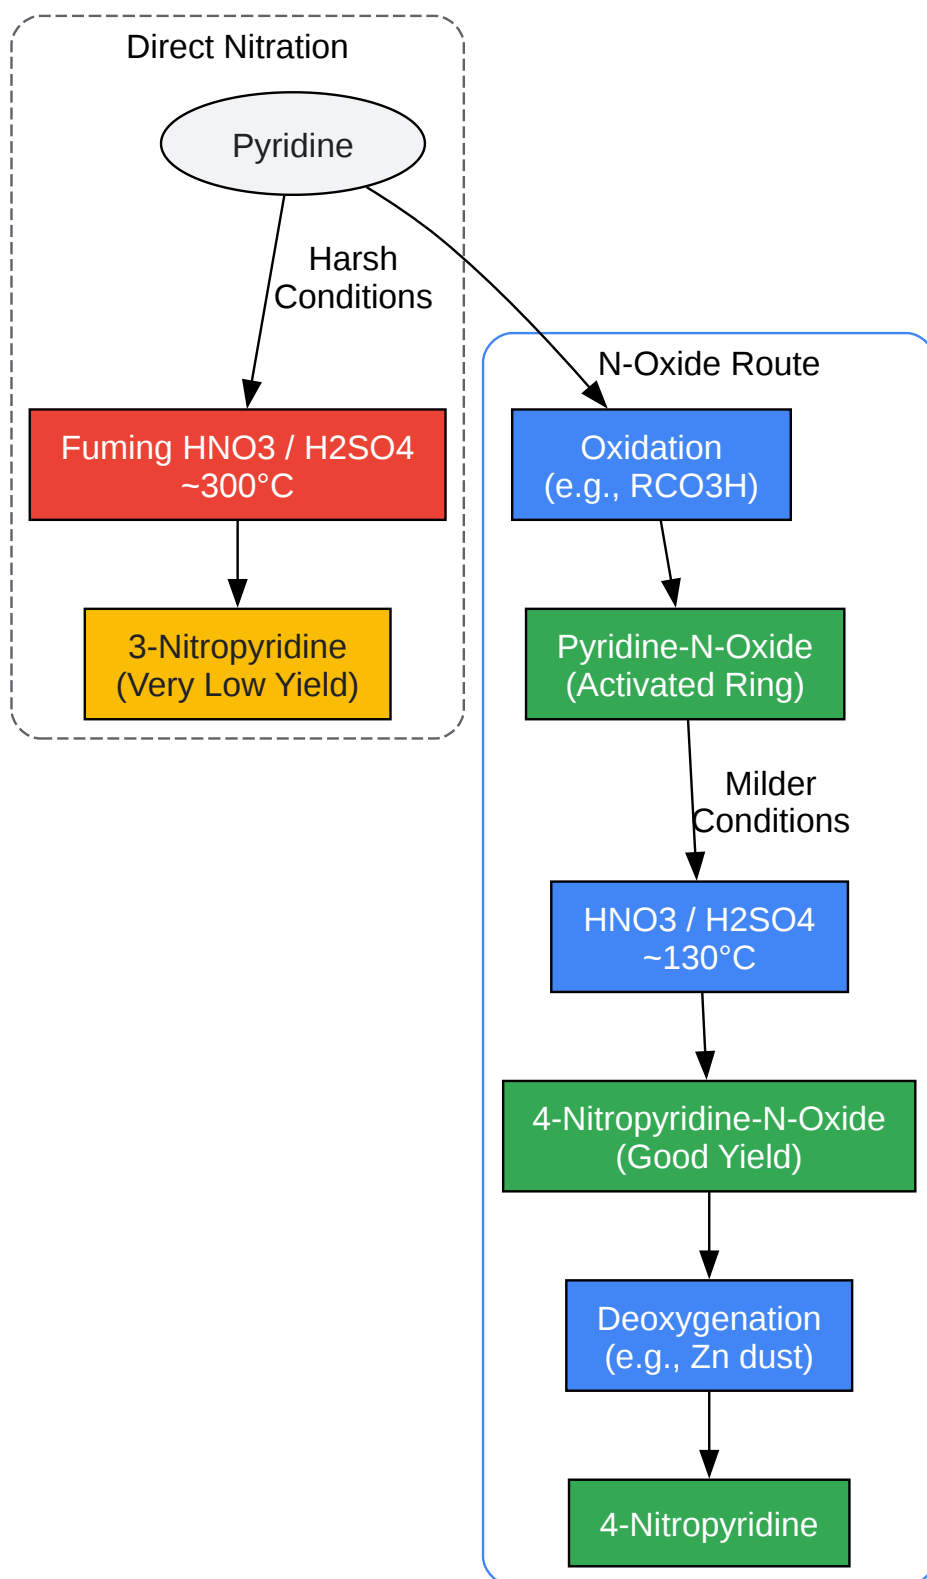 Direct Nitration
Pyridine
Harsh
Conditions
Fuming HNO3 / H2SO4
~300°C
3-Nitropyridine
(Very Low Yield)
N-Oxide Route
Oxidation
(e.g., RCO3H)
Pyridine-N-Oxide
(Activated Ring)
Milder
Conditions
HNO3 / H2SO4
~130°C
4-Nitropyridine-N-Oxide
(Good Yield)
Deoxygenation
(e.g., Zn dust)
4-Nitropyridine